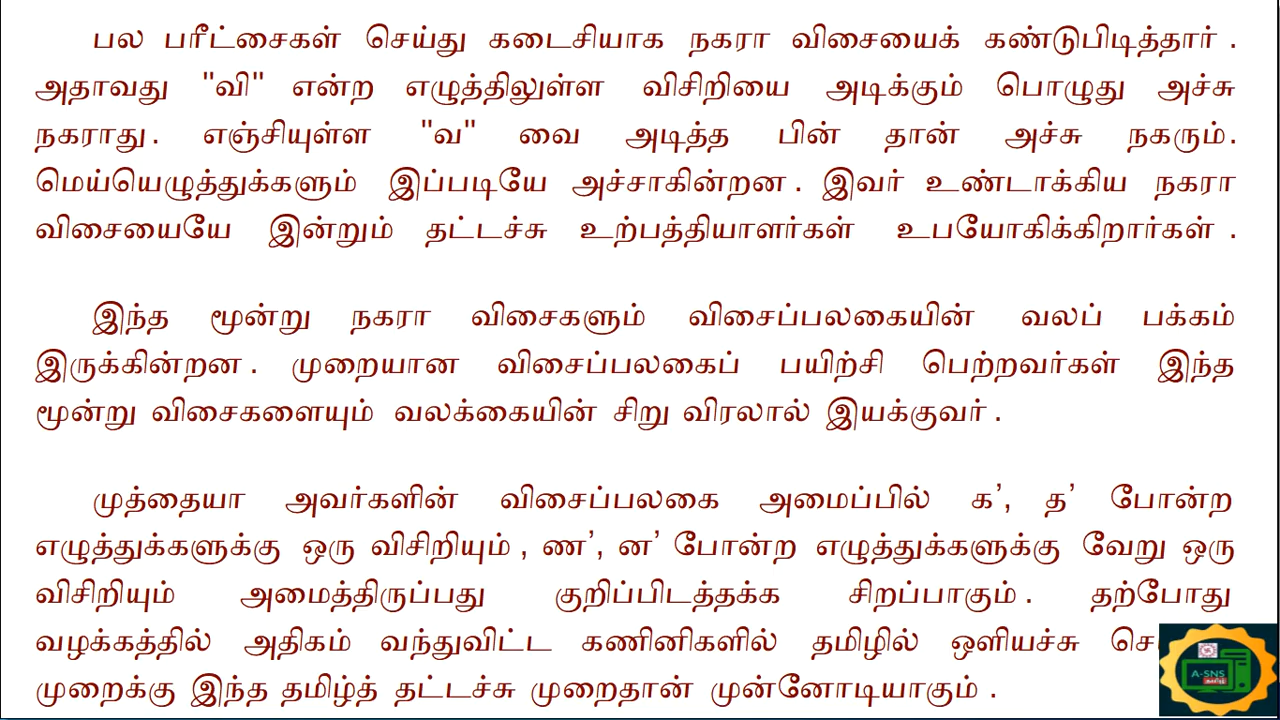 பல பரீட்சைகள் செய்து கடைசியாக நகரா விசையைக் கண்டுபிடித்தார் .
அதாவது "வி" என்ற எழுத்திலுள்ள விசிறியை அடிக்கும் பொழுது அச்சு
நகராது. எஞ்சியுள்ள "வ" வை அடித்த பின் தான் அச்சு நகரும்.
மெய்யெழுத்துக்களும் இப்படியே அச்சாகின்றன. இவர் உண்டாக்கிய நகரா
விசையையே இன்றும் தட்டச்சு உற்பத்தியாளர்கள் உபயோகிக்கிறார்கள் .
இந்த மூன்று நகரா விசைகளும் விசைப்பலகையின் வலப் பக்கம்
இருக்கின்றன. முறையான விசைப்பலகைப் பயிற்சி பெற்றவர்கள் இந்த
மூன்று விசைகளையும் வலக்கையின் சிறு விரலால் இயக்குவர்.
முத்தையா அவர்களின் விசைப்பலகை அமைப்பில் க’, த’ போன்ற
எழுத்துக்களுக்கு ஒரு விசிறியும், ண’, ன’ போன்ற எழுத்துக்களுக்கு வேறு ஒரு
விசிறியும் அமைத்திருப்பது குறிப்பிடத்தக்க சிறப்பாகும். தற்போது
வழக்கத்தில் அதிகம் வந்துவிட்ட கணினிகளில் தமிழில் ஒளியச்சு
முறைக்கு இந்த தமிழ்த் தட்டச்சு முறைதான் முன்னோடியாகும் .
A-SNS
தமிழ்